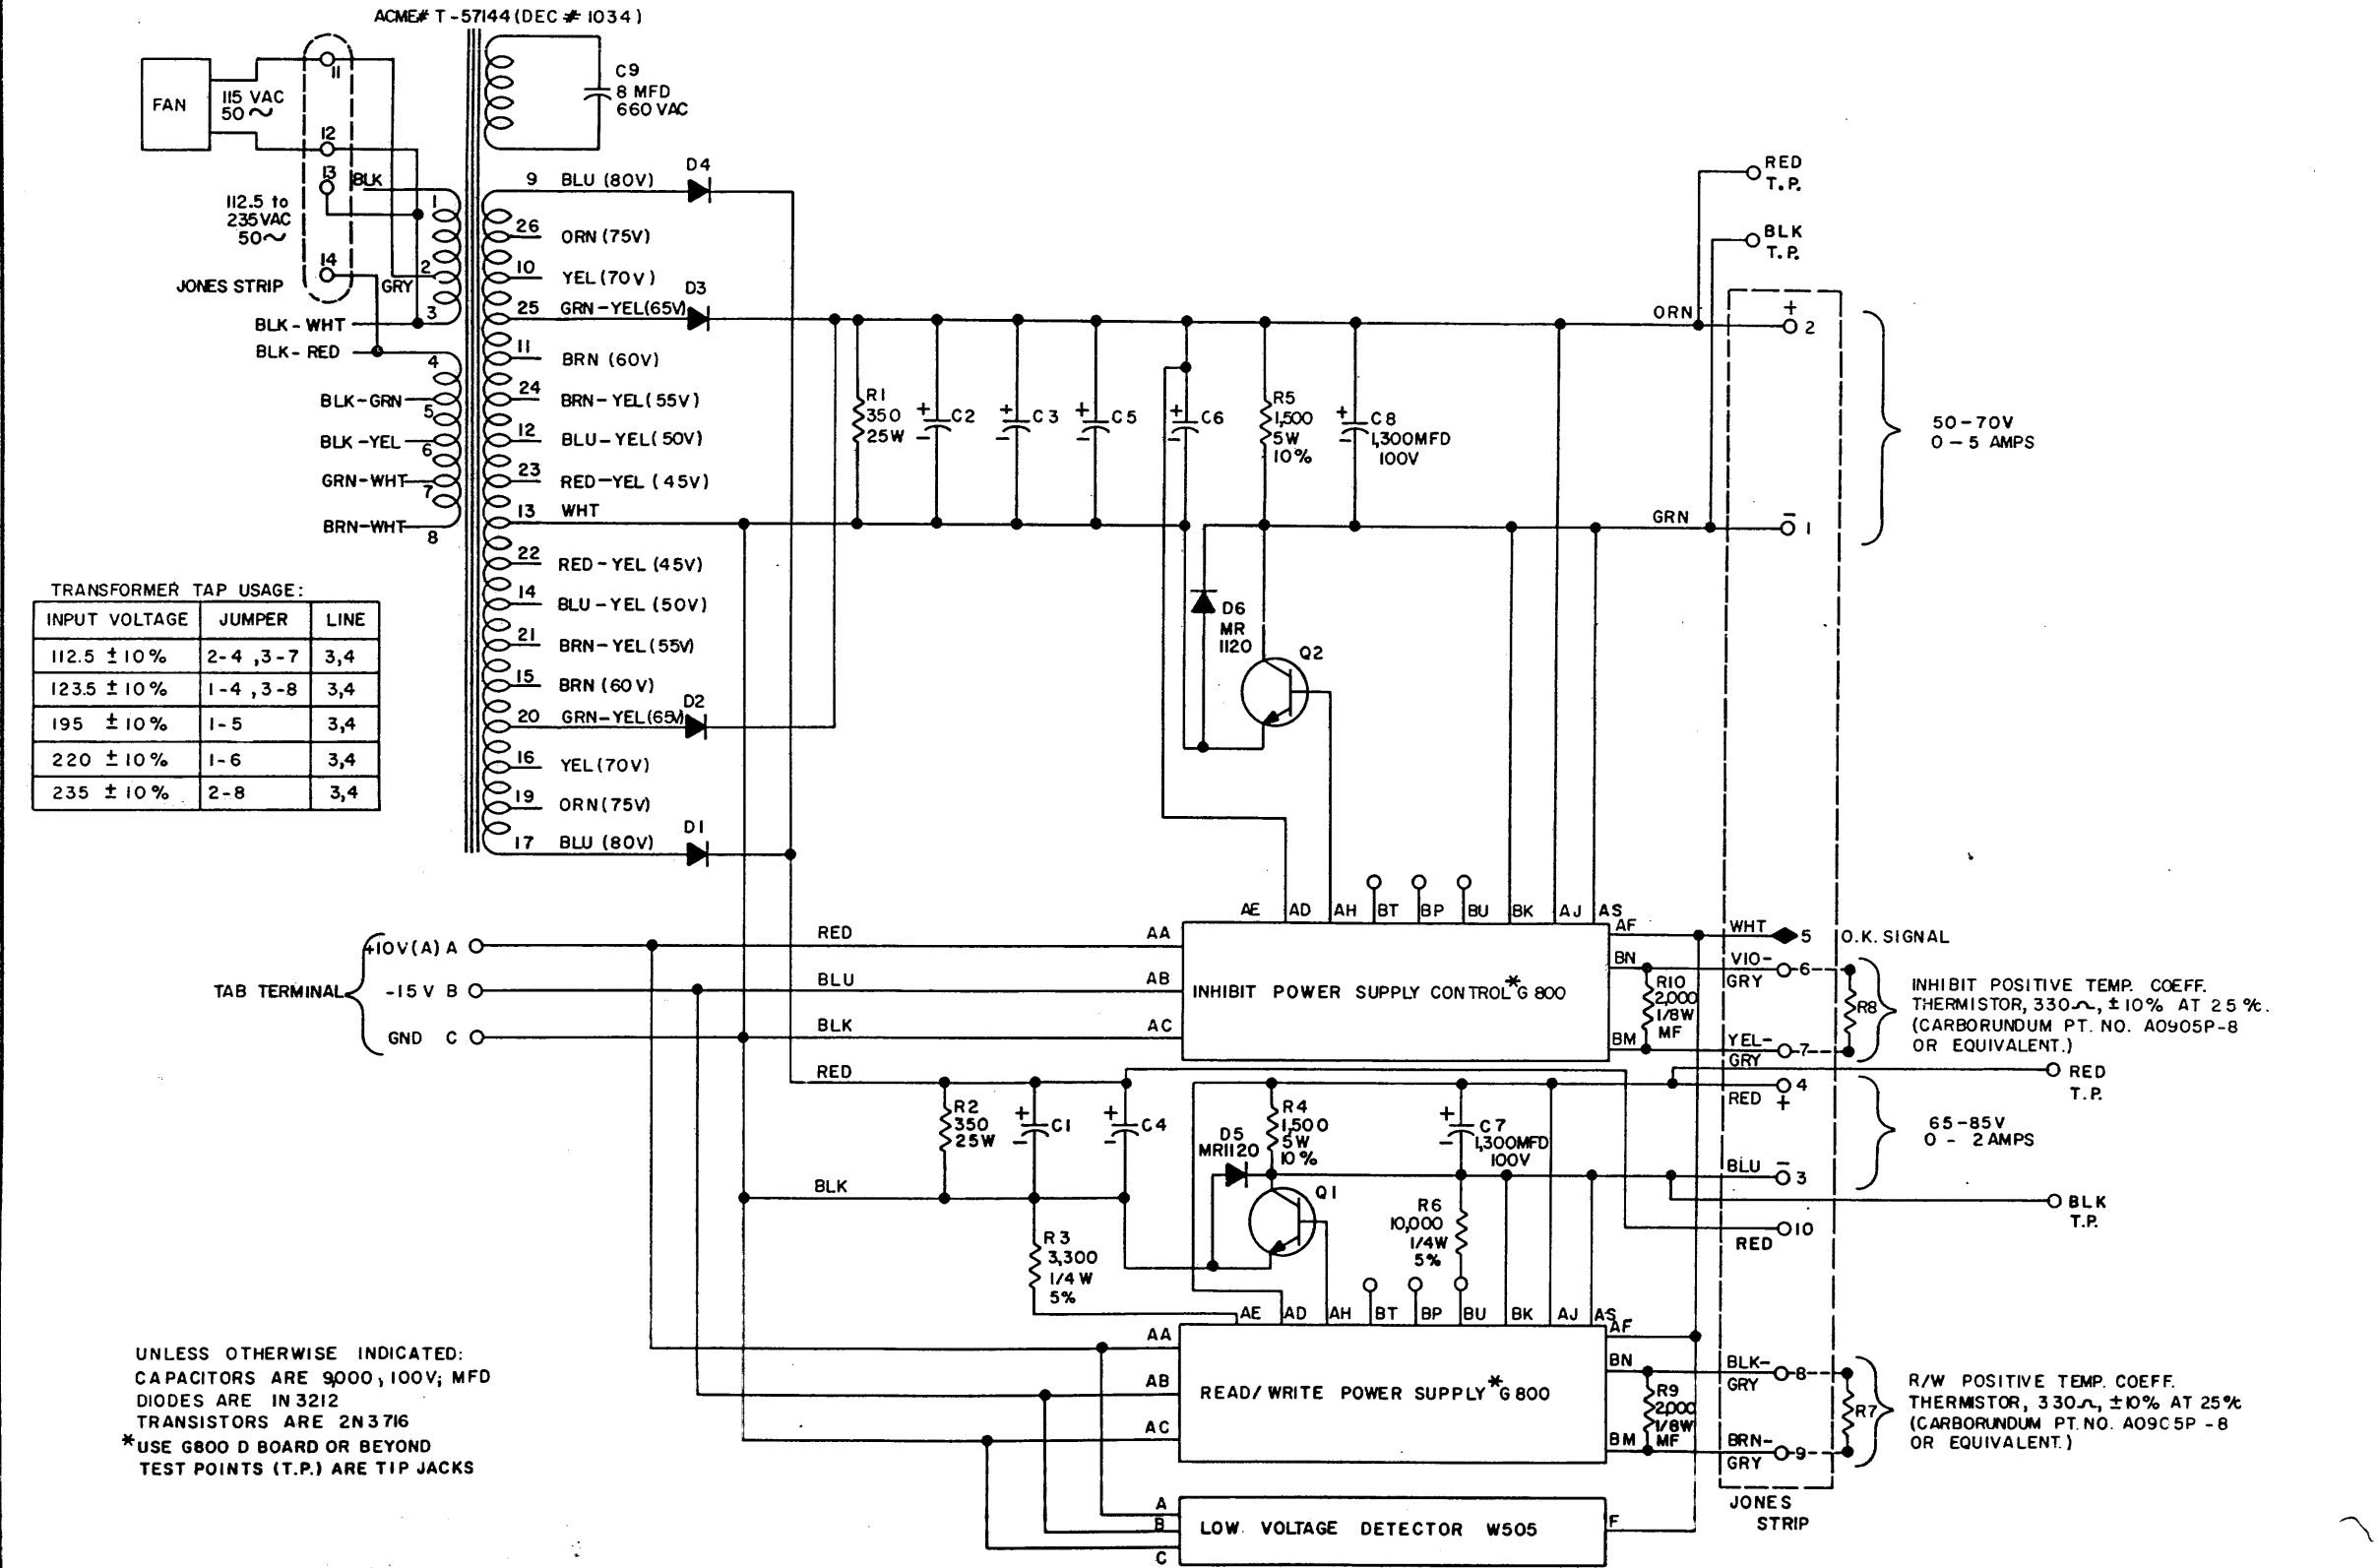 ACME# T-57144 (DEC # 1034)
FAN
115 VAC
50~
11
12
13
14
BLK
112.5 to
235VAC
50~
JONES STRIP
GRY
BLK-WHT
BLK-RED
BLK-GRN
BLK-YEL
GRN-WHT
BRN-WHT
1
2
3
4
5
6
7
8
C9
8 MFD
660 VAC
9 BLU (80V) D4
26 ORN (75V)
10 YEL (70V)
25 GRN-YEL (65V) D3
11 BRN (60V)
24 BRN-YEL (55V)
12 BLU-YEL (50V)
23 RED-YEL (45V)
13 WHT
22 RED-YEL (45V)
14 BLU-YEL (50V)
21 BRN-YEL (55V)
15 BRN (60V)
20 GRN-YEL (65V) D2
16 YEL (70V)
19 ORN (75V)
17 BLU (80V) D1
R1
350
25W
+ C2 -
+ C3 -
+ C5 -
+ C6 -
R5
1,500
5W
10%
+ C8 -
1,300MFD
100V
D6
MR
1120
Q2
RED
T.P.
BLK
T.P.
ORN + 2
GRN - 1
50-70V
0-5 AMPS
TRANSFORMER TAP USAGE:
INPUT VOLTAGE JUMPER LINE
112.5 ±10% 2-4 ,3-7 3,4
123.5 ±10% 1-4 ,3-8 3,4
195 ±10% 1-5 3,4
220 ±10% 1-6 3,4
235 ±10% 2-8 3,4
TAB TERMINAL
+10V(A) A
-15 V B
GND C
RED
BLU
BLK
AA
AB
AC
AE AD AH BT BP BU BK AJ AS
INHIBIT POWER SUPPLY CONTROL * G 800
AF
BN
BM
R10
2,000
1/8W
MF
WHT 5 O.K. SIGNAL
VIO-
GRY
6
YEL-
GRY
7
R8
INHIBIT POSITIVE TEMP. COEFF.
THERMISTOR, 330Ω, ±10% AT 25 °C.
(CARBORUNDUM PT. NO. A0905P-8
OR EQUIVALENT.)
RED
T.P.
RED
R2
350
25W
+ C1 -
+ C4 -
R4
1,500
5W
10%
D5
MR1120
+ C7 -
1,300MFD
100V
RED 4 +
BLU - 3
65-85V
0 - 2 AMPS
BLK
T.P.
RED 10
BLK
Q1
R3
3,300
1/4 W
5%
R6
10,000
1/4W
5%
AE AD AH BT BP BU BK AJ AS
AA
AB
AC
READ/WRITE POWER SUPPLY * G 800
AF
BN
BM
R9
2,000
1/8W
MF
BLK-
GRY
8
BRN-
GRY
9
R7
R/W POSITIVE TEMP. COEFF.
THERMISTOR, 330Ω, ±10% AT 25°C
(CARBORUNDUM PT. NO. A09C5P-8
OR EQUIVALENT.)
A
B
C
LOW VOLTAGE DETECTOR W505
F
JONES
STRIP
UNLESS OTHERWISE INDICATED:
CAPACITORS ARE 9,000, 100V; MFD
DIODES ARE IN3212
TRANSISTORS ARE 2N3716
*USE G800 D BOARD OR BEYOND
TEST POINTS (T.P.) ARE TIP JACKS